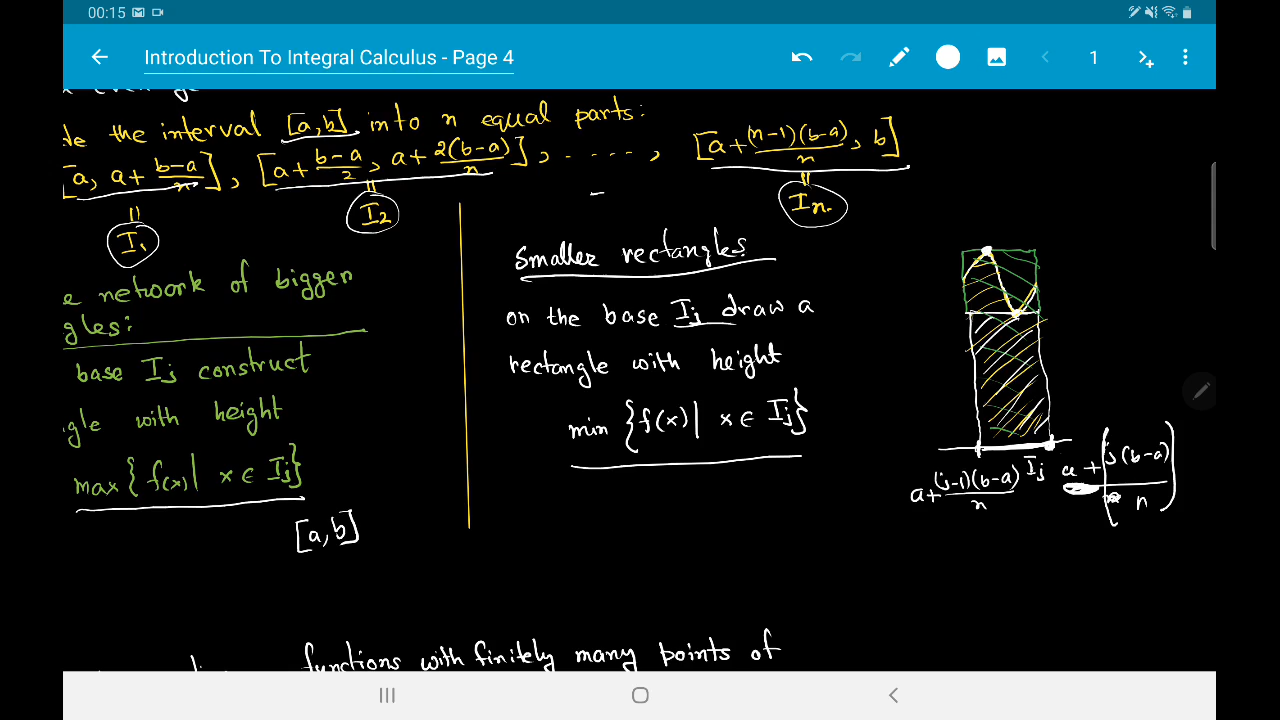 00:15
Introduction To Integral Calculus - Page 4
1
the interval [a,b] into n equal parts:
[a, a + (b-a)/n], [a + (b-a)/2, a + 2(b-a)/n], ....., [a + (n-1)(b-a)/n, b]
" " "
I₁ I₂ Iₙ
network of bigger
gles:
base Ij construct
gle with height
max{ f(x) | x ∈ Ij}
[a,b]
Smaller rectangles
on the base Ij draw a
rectangle with height
min {f(x) | x ∈ Ij}
a + (j-1)(b-a)/n Ij a + (j(b-a)/n)
functions with finitely many points of